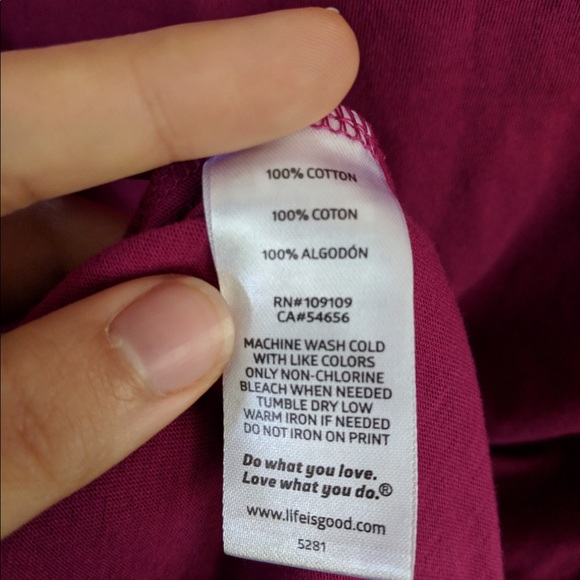 100% COTTON
100% COTON
100% ALGODÓN
RN#109109
CA#54656
MACHINE WASH COLD
WITH LIKE COLORS
ONLY NON-CHLORINE
BLEACH WHEN NEEDED
TUMBLE DRY LOW
WARM IRON IF NEEDED
DO NOT IRON ON PRINT
Do what you love.
Love what you do.®
www.lifeisgood.com
5281